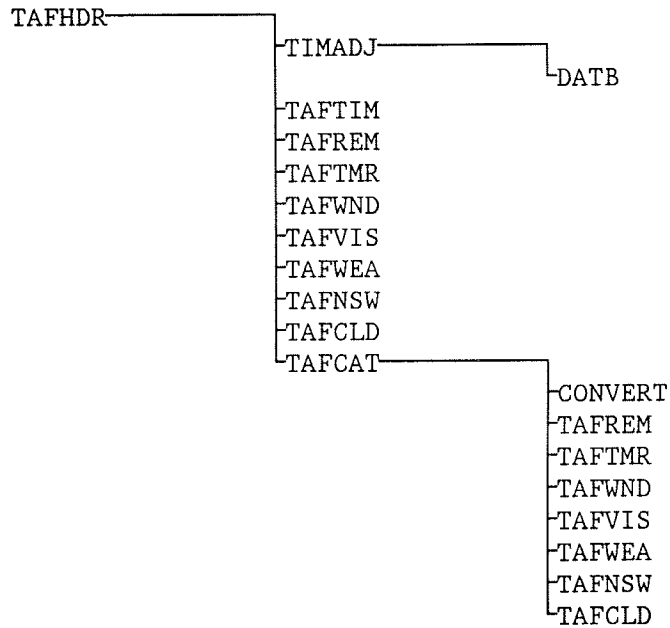 TAFHDR
TIMADJ
DATB
TAFTIM
TAFREM
TAFTMR
TAFWND
TAFVIS
TAFWEA
TAFNSW
TAFCLD
TAFCAT
CONVERT
TAFREM
TAFTMR
TAFWND
TAFVIS
TAFWEA
TAFNSW
TAFCLD